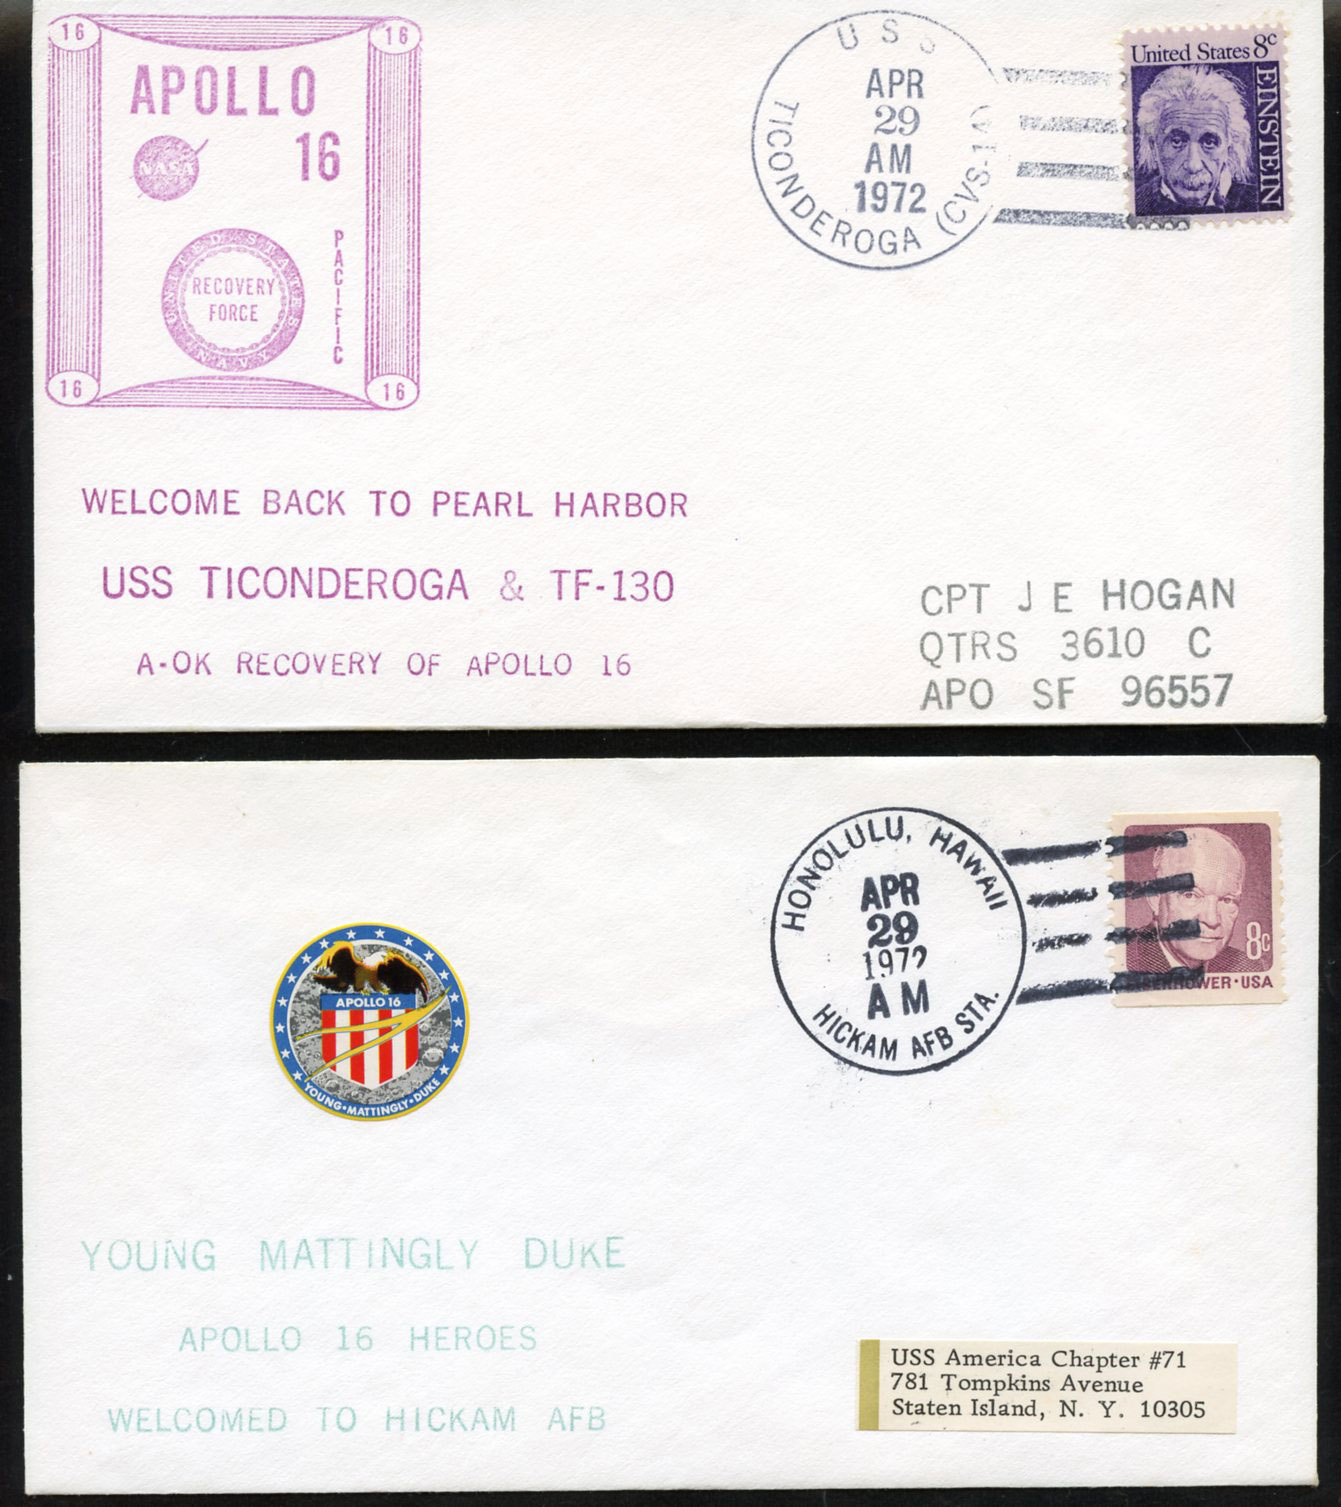 16
16
APOLLO
16
NASA
PACIFIC
UNITED STATES
RECOVERY
FORCE
NAVY
16
16
USS
TICONDEROGA (CVS-14)
APR
29
AM
1972
United States 8c
EINSTEIN
WELCOME BACK TO PEARL HARBOR
USS TICONDEROGA & TF-130
A-OK RECOVERY OF APOLLO 16
CPT J E HOGAN
QTRS 3610 C
APO SF 96557
HONOLULU, HAWAII
APR
29
1972
AM
HICKAM AFB STA.
8c
EISENHOWER·USA
APOLLO 16
YOUNG·MATTINGLY·DUKE
YOUNG MATTINGLY DUKE
APOLLO 16 HEROES
WELCOMED TO HICKAM AFB
USS America Chapter #71
781 Tompkins Avenue
Staten Island, N. Y. 10305